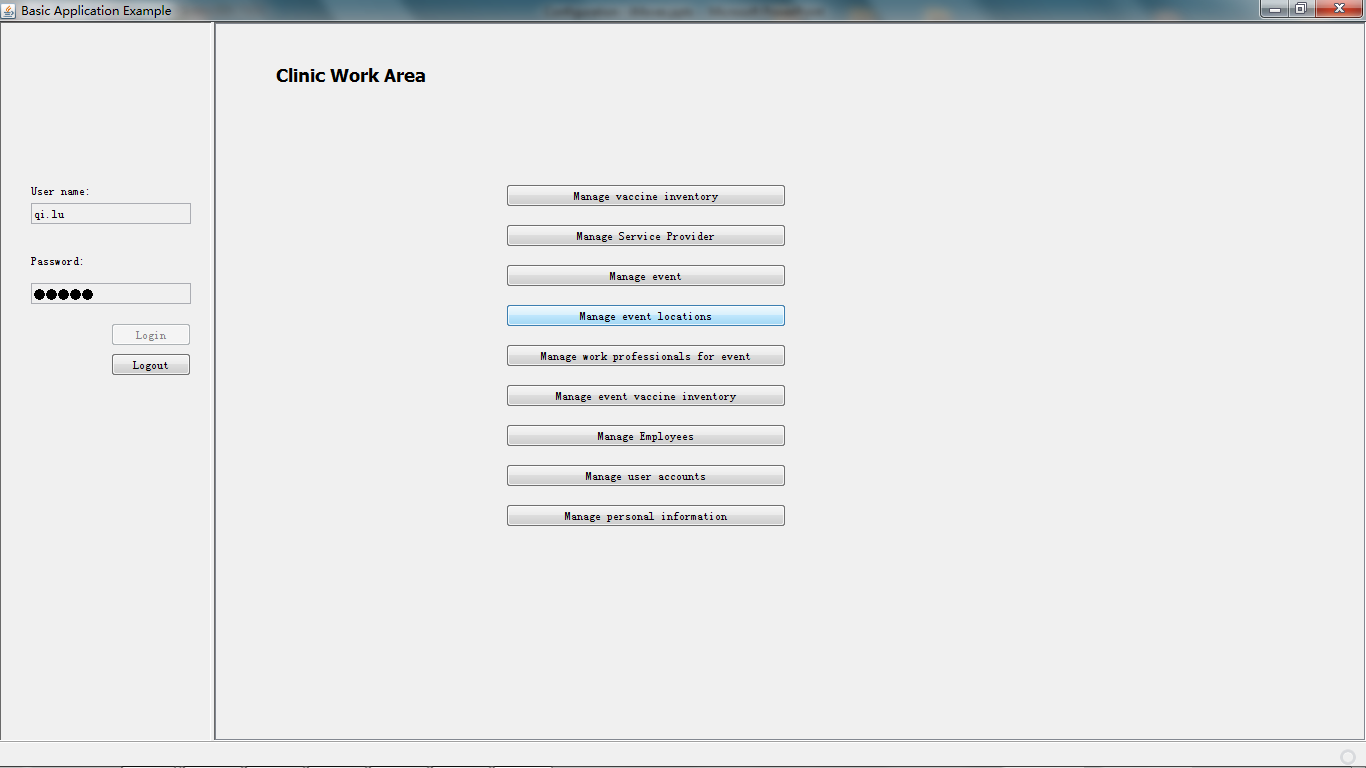 Basic Application Example
Clinic Work Area
User name:
qi.lu
Password:
Login
Logout
Manage vaccine inventory
Manage Service Provider
Manage event
Manage event locations
Manage work professionals for event
Manage event vaccine inventory
Manage Employees
Manage user accounts
Manage personal information